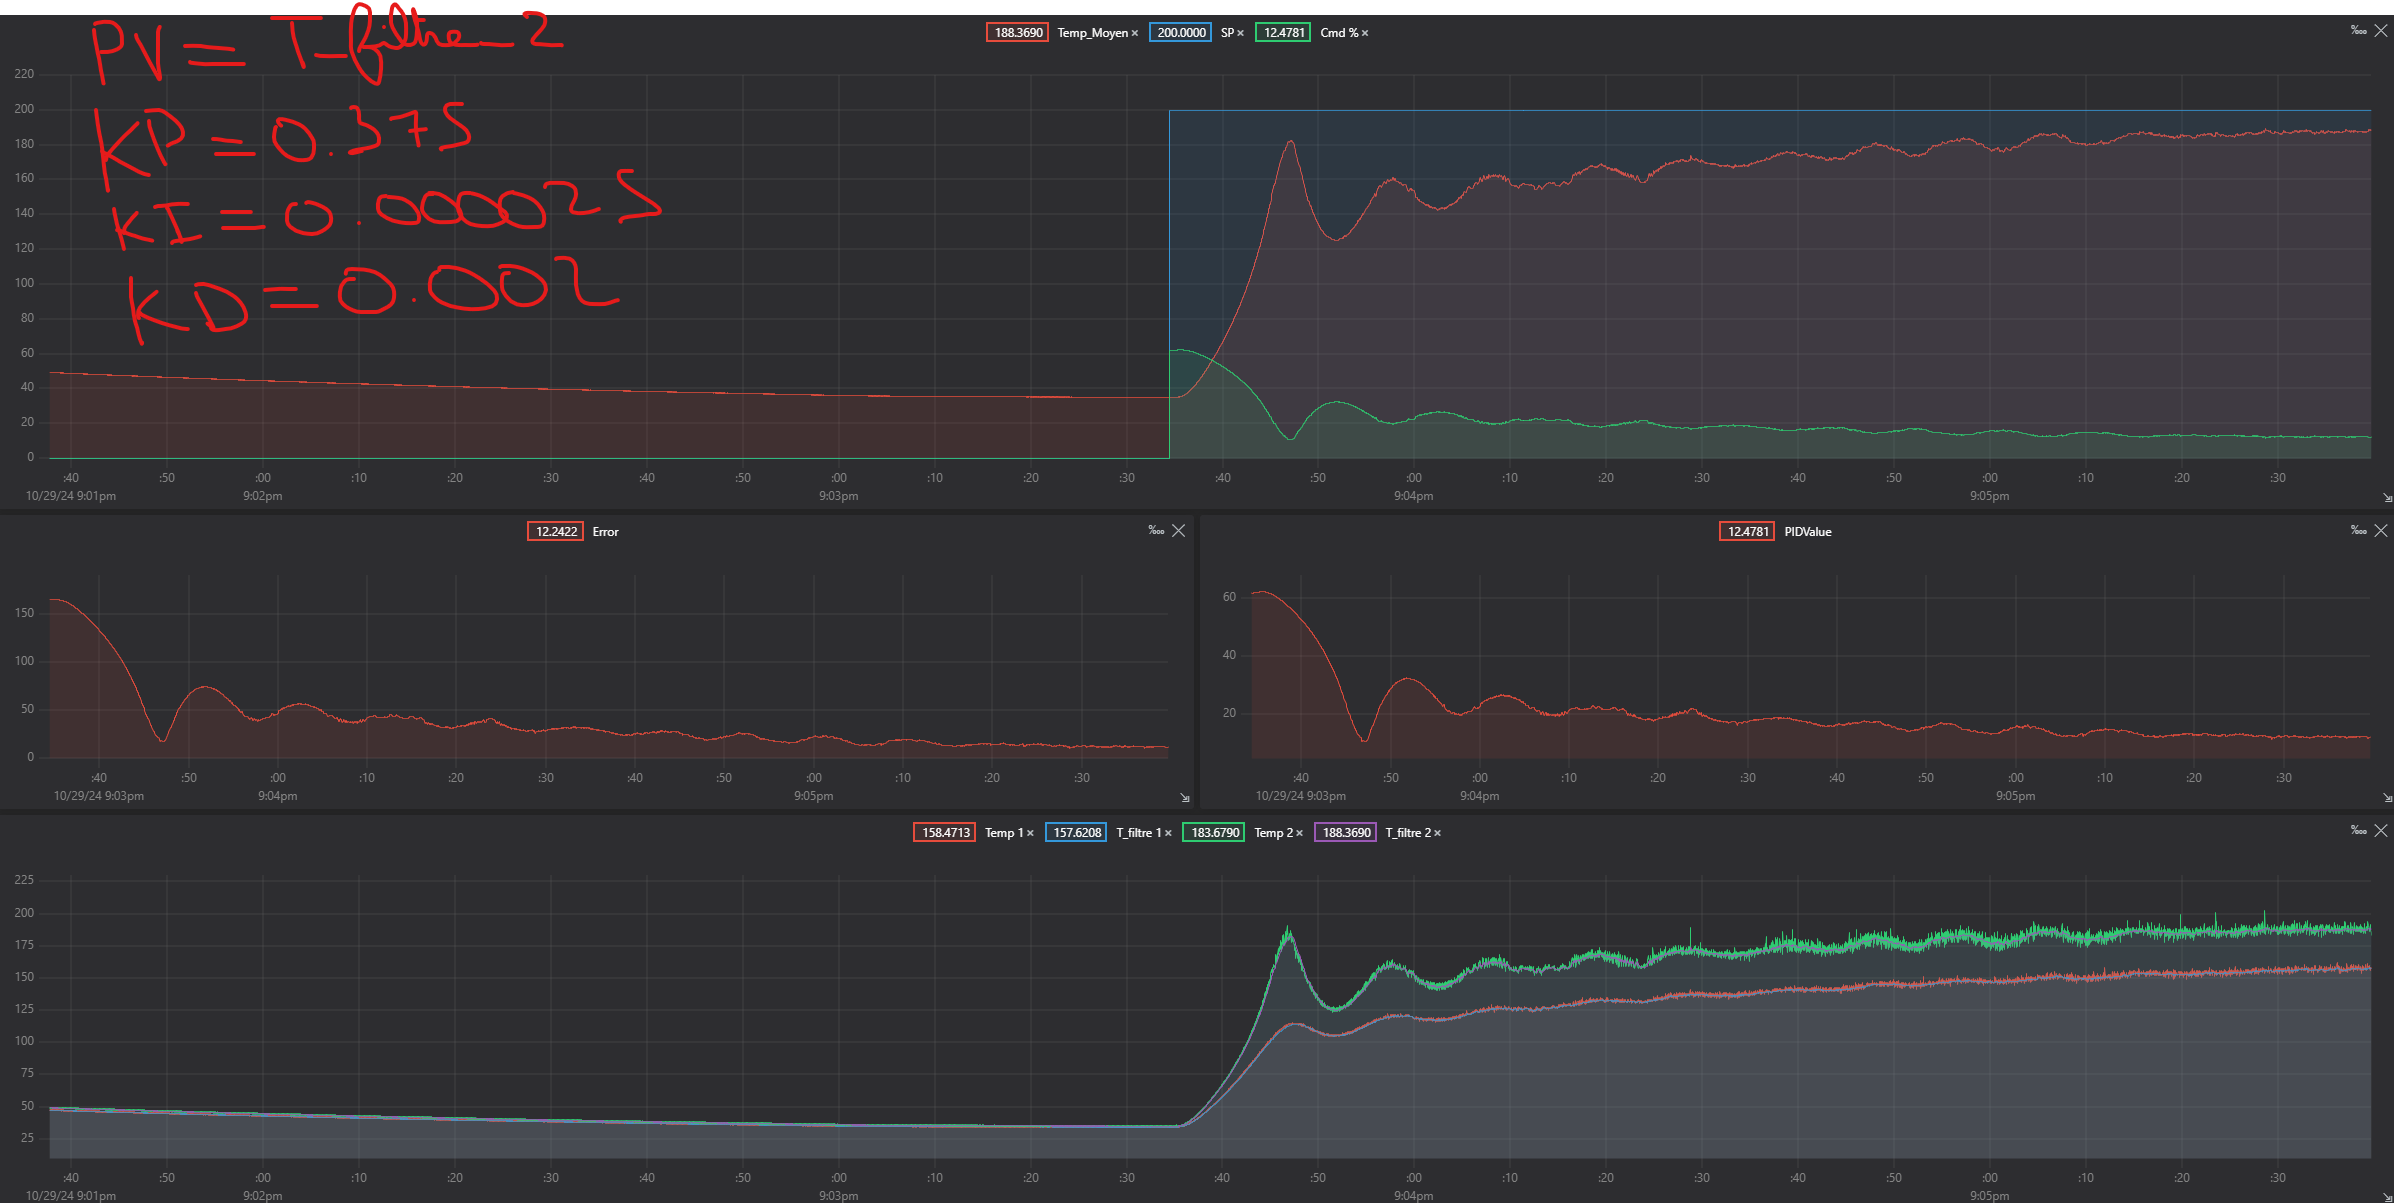 PV = T_filtre_2
KP = 0.375
KI = 0.000025
KD = 0.002
188.3690 Temp_Moyen × 200.0000 SP × 12.4781 Cmd % ×
220
200
180
160
140
120
100
80
60
40
20
0
:40 :50 :00 :10 :20 :30 :40 :50 :00 :10 :20 :30 :40 :50 :00 :10 :20 :30 :40 :50 :00 :10 :20 :30
10/29/24 9:01pm 9:02pm 9:03pm 9:04pm 9:05pm
12.2422 Error
150
100
50
0
:40 :50 :00 :10 :20 :30 :40 :50 :00 :10 :20 :30
10/29/24 9:03pm 9:04pm 9:05pm
12.4781 PIDValue
60
40
20
:40 :50 :00 :10 :20 :30 :40 :50 :00 :10 :20 :30
10/29/24 9:03pm 9:04pm 9:05pm
158.4713 Temp 1 × 157.6208 T_filtre 1 × 183.6790 Temp 2 × 188.3690 T_filtre 2 ×
225
200
175
150
125
100
75
50
25
:40 :50 :00 :10 :20 :30 :40 :50 :00 :10 :20 :30 :40 :50 :00 :10 :20 :30 :40 :50 :00 :10 :20 :30
10/29/24 9:01pm 9:02pm 9:03pm 9:04pm 9:05pm